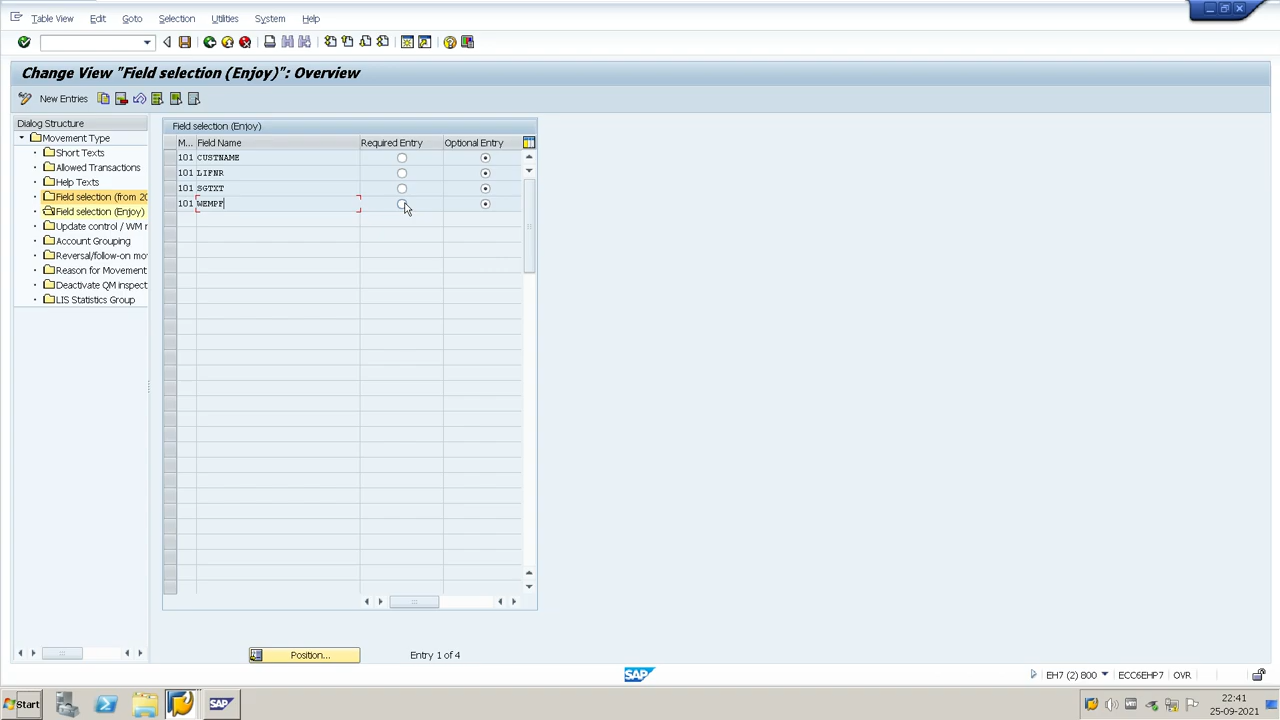 Table View Edit Goto Selection Utilities System Help
Change View "Field selection (Enjoy)": Overview
New Entries
Dialog Structure
Movement Type
Short Texts
Allowed Transactions
Help Texts
Field selection (from 20
Field selection (Enjoy)
Update control / WM m
Account Grouping
Reversal/follow-on mov
Reason for Movement
Deactivate QM inspect
LIS Statistics Group
Field selection (Enjoy)
M... Field Name Required Entry Optional Entry
101 CUSTNAME
101 LIFNR
101 SGTXT
101 WEMPF
Position... Entry 1 of 4
SAP
EH7 (2) 800 ECC6EHP7 OVR
Start
SAP
22:41
25-09-2021